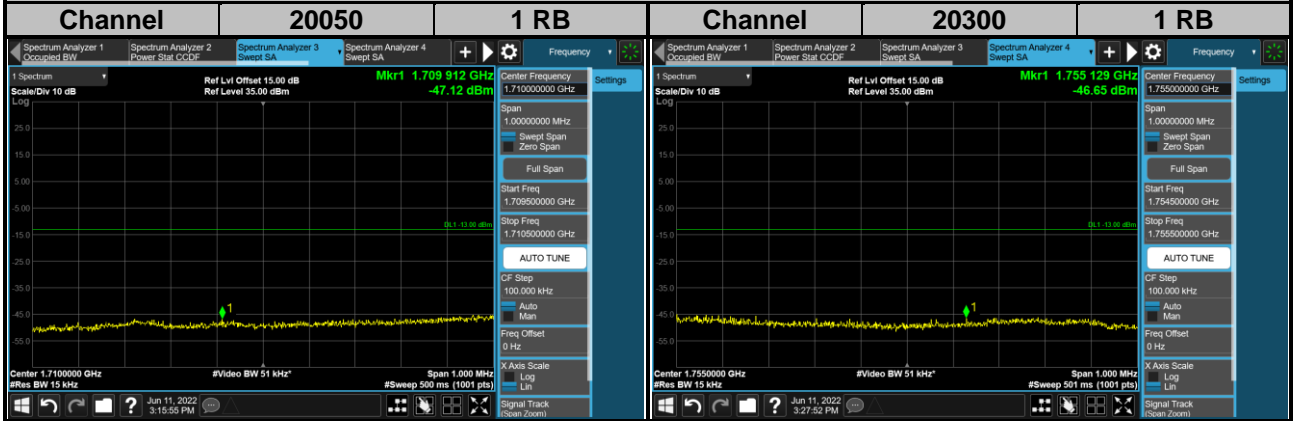 Channel 20050 1 RB Channel 20300 1 RB
Spectrum Analyzer 1
Occupied BW
Spectrum Analyzer 2
Power Stat CCDF
Spectrum Analyzer 3
Swept SA
Spectrum Analyzer 4
Swept SA
+
Frequency
1 Spectrum
Scale/Div 10 dB
Log
Ref Lvl Offset 15.00 dB
Ref Level 35.00 dBm
Mkr1 1.709 912 GHz
-47.12 dBm
25.0
15.0
5.00
-5.00
-15.0
-25.0
-35.0
-45.0
-55.0
DL1 -13.00 dBm
1
Center 1.7100000 GHz
#Res BW 15 kHz
#Video BW 51 kHz*
Span 1.000 MHz
#Sweep 500 ms (1001 pts)
Center Frequency
1.710000000 GHz
Settings
Span
1.00000000 MHz
Swept Span
Zero Span
Full Span
Start Freq
1.709500000 GHz
Stop Freq
1.710500000 GHz
AUTO TUNE
CF Step
100.000 kHz
Auto
Man
Freq Offset
0 Hz
X Axis Scale
Log
Lin
Signal Track
(Span Zoom)
?
Jun 11, 2022
3:15:55 PM
Spectrum Analyzer 1
Occupied BW
Spectrum Analyzer 2
Power Stat CCDF
Spectrum Analyzer 3
Swept SA
Spectrum Analyzer 4
Swept SA
+
Frequency
1 Spectrum
Scale/Div 10 dB
Log
Ref Lvl Offset 15.00 dB
Ref Level 35.00 dBm
Mkr1 1.755 129 GHz
-46.65 dBm
25.0
15.0
5.00
-5.00
-15.0
-25.0
-35.0
-45.0
-55.0
DL1 -13.00 dBm
1
Center 1.7550000 GHz
#Res BW 15 kHz
#Video BW 51 kHz*
Span 1.000 MHz
#Sweep 501 ms (1001 pts)
Center Frequency
1.755000000 GHz
Settings
Span
1.00000000 MHz
Swept Span
Zero Span
Full Span
Start Freq
1.754500000 GHz
Stop Freq
1.755500000 GHz
AUTO TUNE
CF Step
100.000 kHz
Auto
Man
Freq Offset
0 Hz
X Axis Scale
Log
Lin
Signal Track
(Span Zoom)
?
Jun 11, 2022
3:27:52 PM